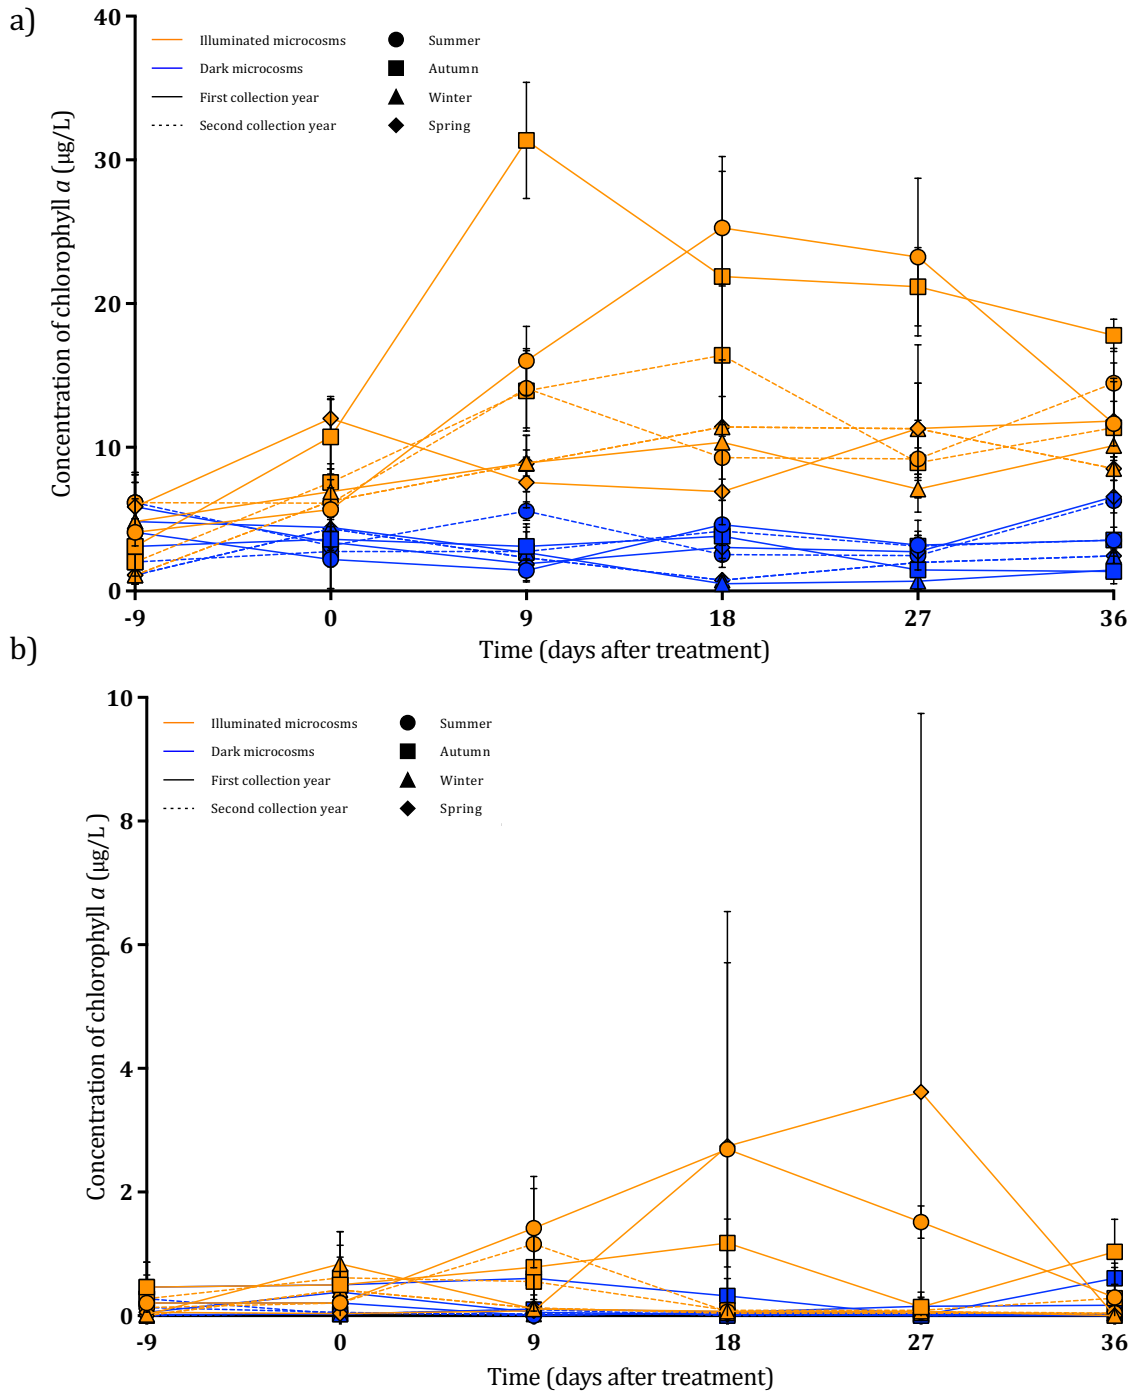 a)
40
30
20
10
0
Concentration of chlorophyll a (µg/L)
Illuminated microcosms
Dark microcosms
First collection year
Second collection year
Summer
Autumn
Winter
Spring
-9 0 9 18 27 36
Time (days after treatment)
b)
10
8
6
4
2
0
Concentration of chlorophyll a (µg/L )
Illuminated microcosms
Dark microcosms
First collection year
Second collection year
Summer
Autumn
Winter
Spring
-9 0 9 18 27 36
Time (days after treatment)